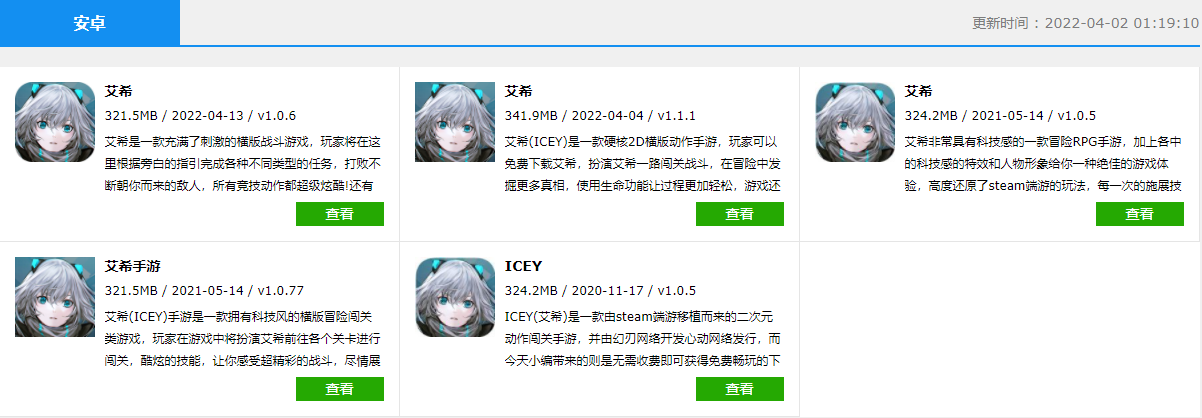 安卓
更新时间：2022-04-02 01:19:10
艾希
321.5MB / 2022-04-13 / v1.0.6
艾希是一款充满了刺激的横版战斗游戏，玩家将在这
里根据旁白的指引完成各种不同类型的任务，打败不
断朝你而来的敌人，所有竞技动作都超级炫酷!还有
查看
艾希
341.9MB / 2022-04-04 / v1.1.1
艾希(ICEY)是一款硬核2D横版动作手游，玩家可以
免费下载艾希，扮演艾希一路闯关战斗，在冒险中发
掘更多真相，使用生命功能让过程更加轻松，游戏还
查看
艾希
324.2MB / 2021-05-14 / v1.0.5
艾希非常具有科技感的一款冒险RPG手游，加上各中
的科技感的特效和人物形象给你一种绝佳的游戏体
验，高度还原了steam端游的玩法，每一次的施展技
查看
艾希手游
321.5MB / 2021-05-14 / v1.0.77
艾希(ICEY)手游是一款拥有科技风的横版冒险闯关
类游戏，玩家在游戏中将扮演艾希前往各个关卡进行
闯关，酷炫的技能，让你感受超精彩的战斗，尽情展
查看
ICEY
324.2MB / 2020-11-17 / v1.0.5
ICEY(艾希)是一款由steam端游移植而来的二次元
动作闯关手游，并由幻刃网络开发心动网络发行，而
今天小编带来的则是无需收费即可获得免费畅玩的下
查看